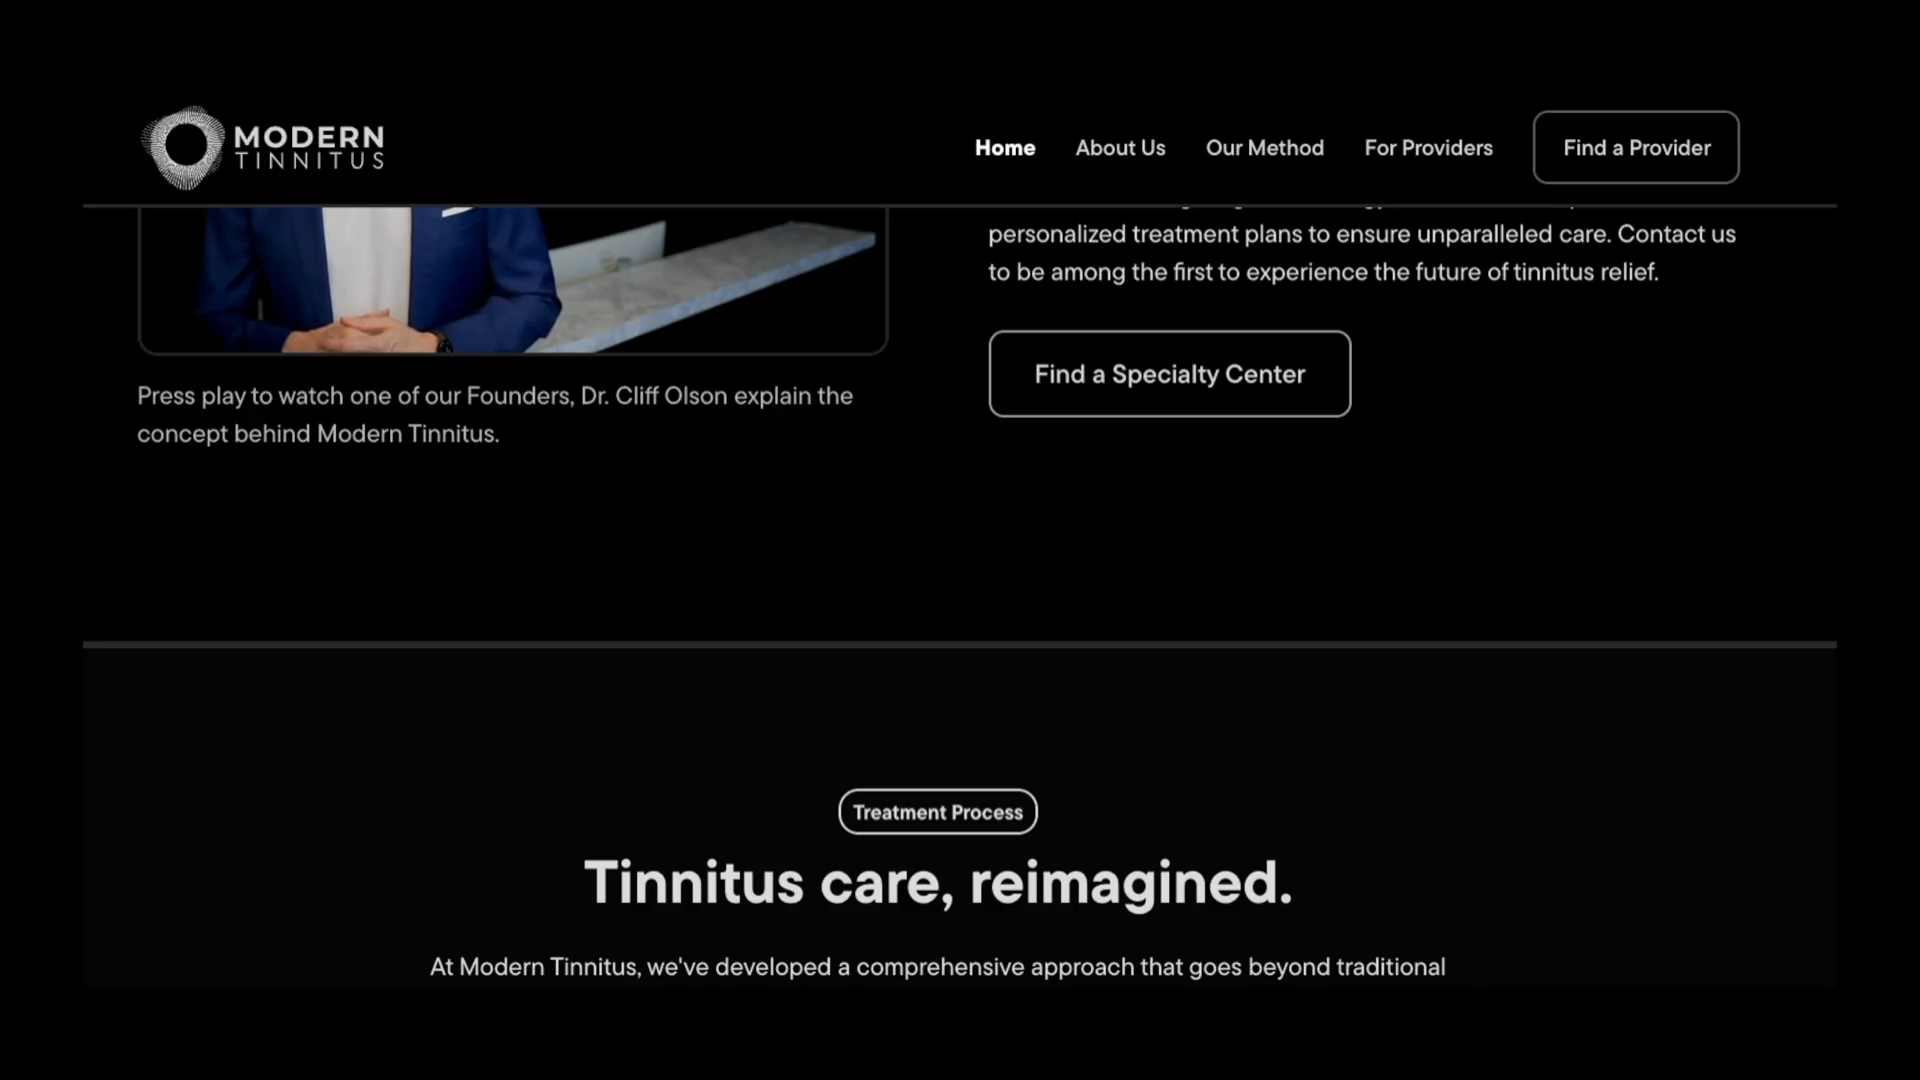 MODERN
TINNITUS
Home
About Us
Our Method
For Providers
Find a Provider
personalized treatment plans to ensure unparalleled care. Contact us
to be among the first to experience the future of tinnitus relief.
Find a Specialty Center
Press play to watch one of our Founders, Dr. Cliff Olson explain the
concept behind Modern Tinnitus.
Treatment Process
Tinnitus care, reimagined.
At Modern Tinnitus, we've developed a comprehensive approach that goes beyond traditional